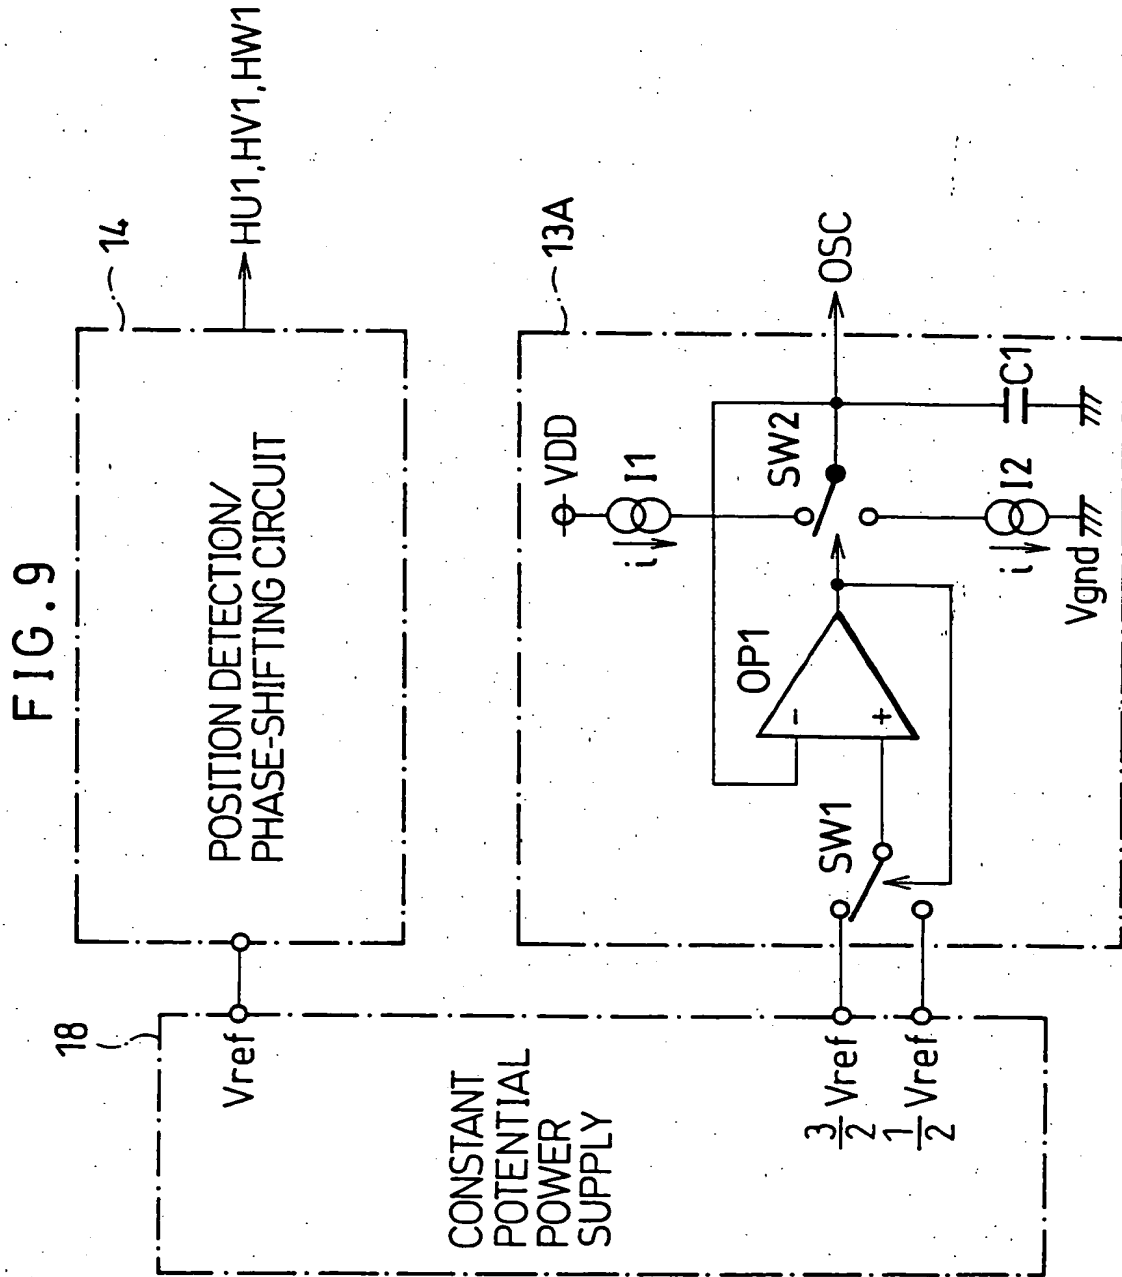 FIG. 9
18
CONSTANT
POTENTIAL
POWER
SUPPLY
Vref
3/2 Vref
1/2 Vref
14
POSITION DETECTION/
PHASE-SHIFTING CIRCUIT
HU1,HV1,HW1
13A
SW1
OP1
-
+
VDD
I1
i
SW2
OSC
I2
i
Vgnd
C1